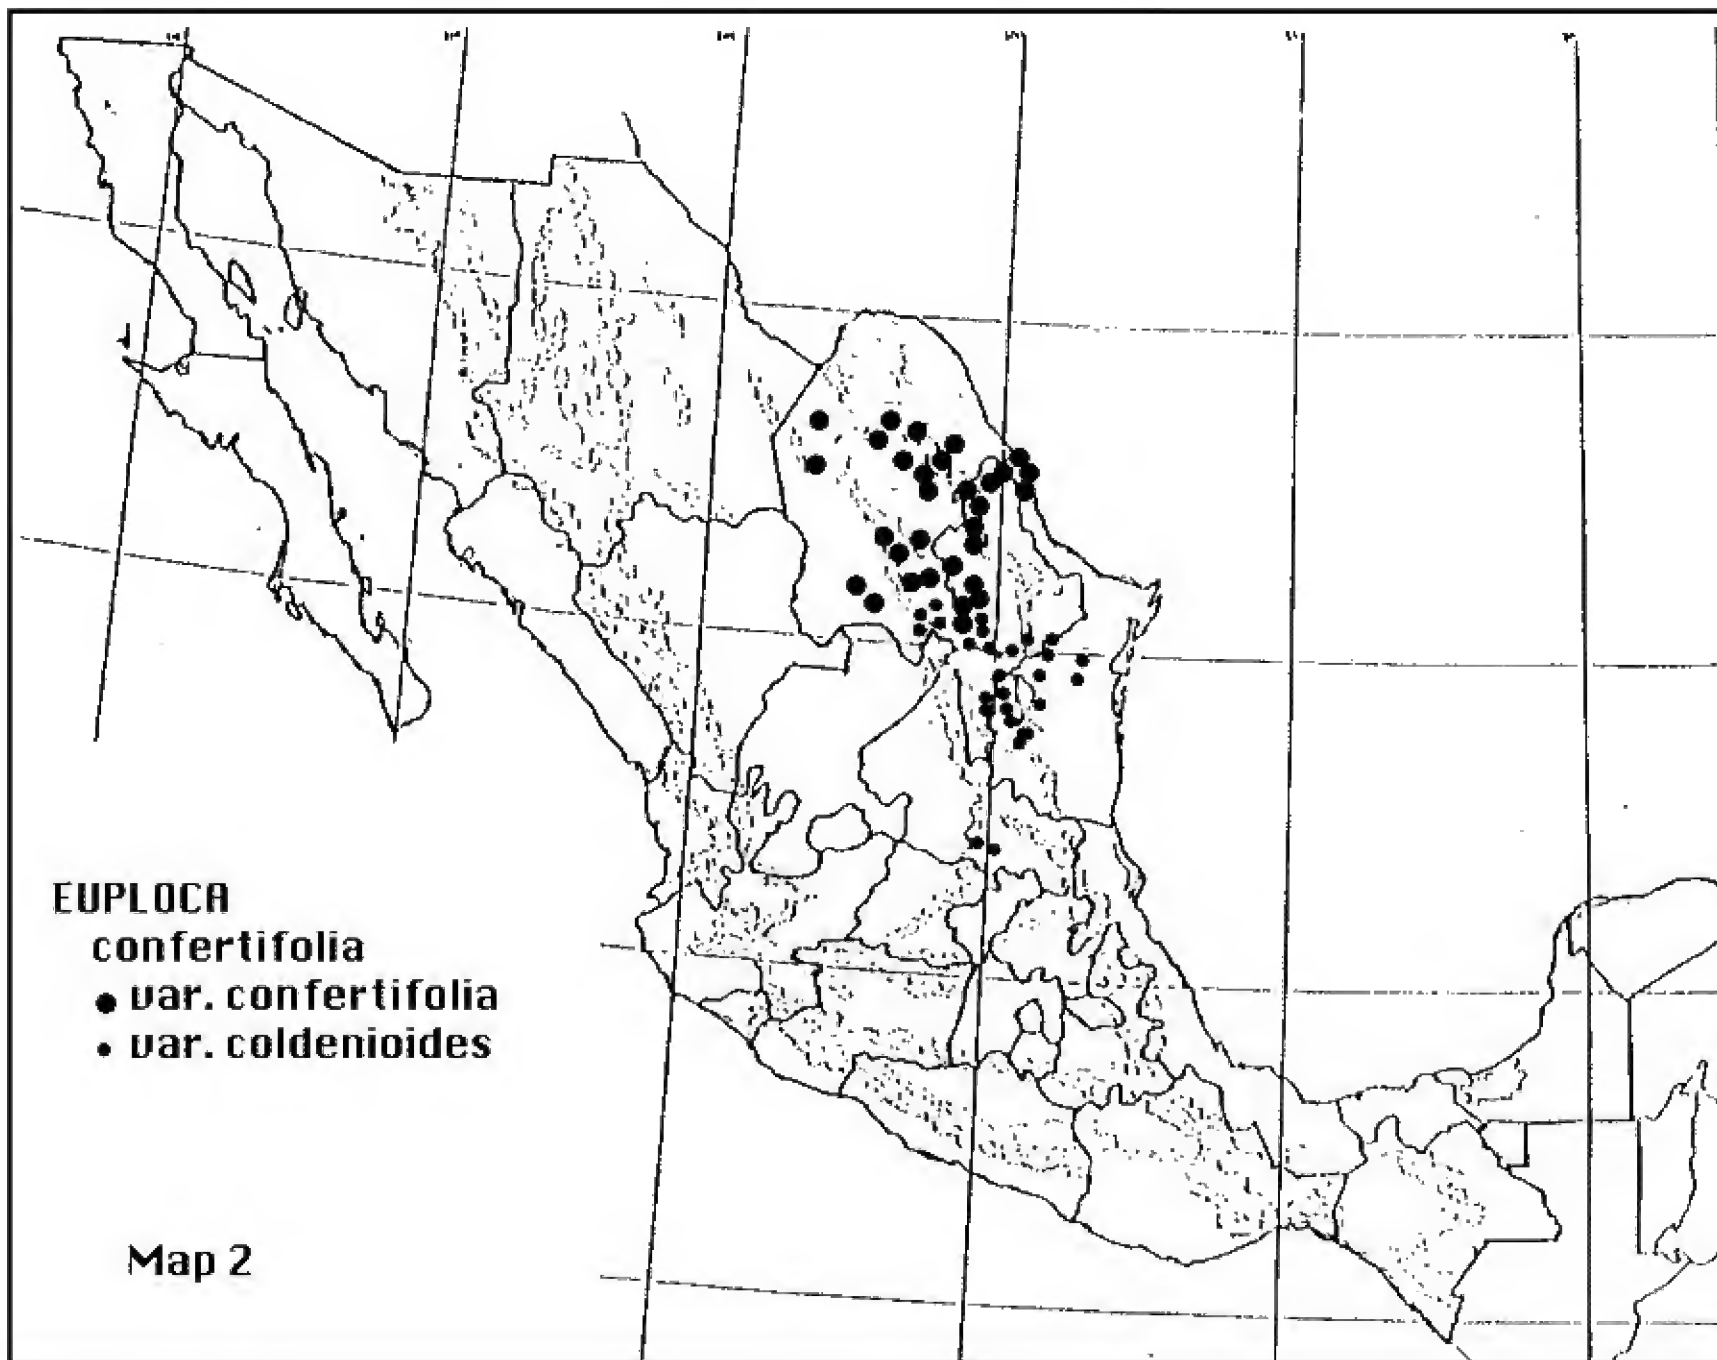 EUPLOCA
confertifolia
● var. confertifolia
• var. coldenioides
Map 2